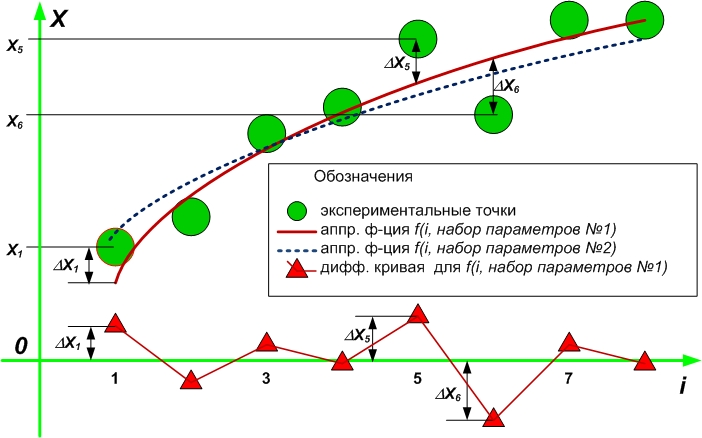 X
X5
ΔX5
ΔX6
X6
Обозначения
экспериментальные точки
аппр. ф-ция f(i, набор параметров №1)
аппр. ф-ция f(i, набор параметров №2)
дифф. кривая для f(i, набор параметров №1)
X1
ΔX1
0
ΔX1
ΔX5
1 3 5 7 i
ΔX6